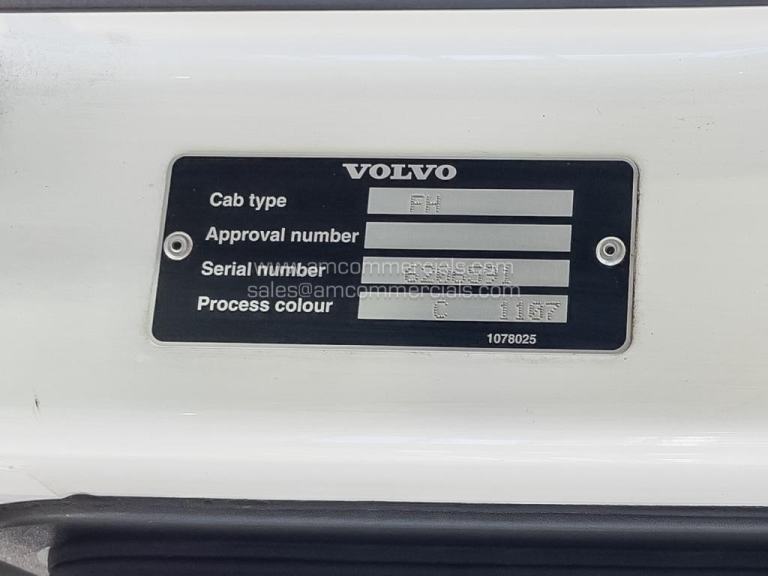 VOLVO
Cab type FH
Approval number
www.amcommercials.com
Serial number
sales@amcommercials.com
Process colour C 1107
1078025